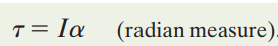 τ = Iα (radian measure).